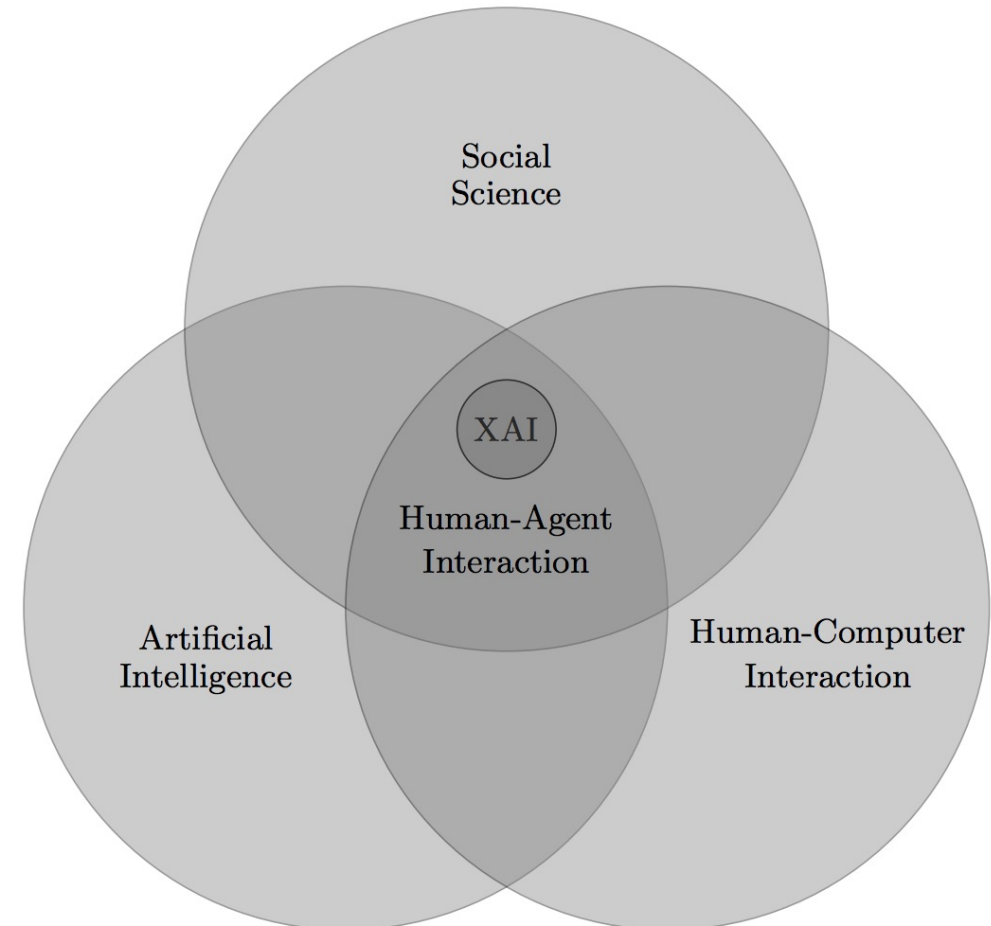 Social
Science
XAI
Human-Agent
Interaction
Artificial
Intelligence
Human-Computer
Interaction